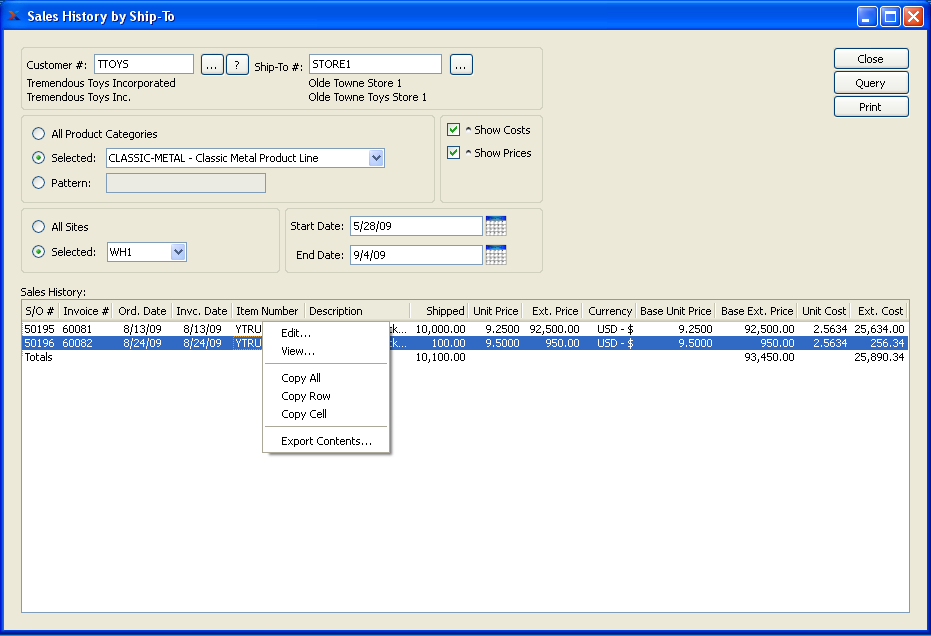 Sales History by Ship-To
Customer #: TTOYS ... ? Ship-To #: STORE1 ... Close
Tremendous Toys Incorporated Olde Towne Store 1
Tremendous Toys Inc. Olde Towne Toys Store 1
Query
Print
All Product Categories
Selected: CLASSIC-METAL - Classic Metal Product Line
Pattern:
^ Show Costs
^ Show Prices
All Sites
Selected: WH1
Start Date: 5/28/09
End Date: 9/4/09
Sales History:
S/O # Invoice # Ord. Date Invc. Date Item Number Description Shipped Unit Price Ext. Price Currency Base Unit Price Base Ext. Price Unit Cost Ext. Cost
50195 60081 8/13/09 8/13/09 YTRU ck... 10,000.00 9.2500 92,500.00 USD - $ 9.2500 92,500.00 2.5634 25,634.00
50196 60082 8/24/09 8/24/09 YTRU ck... 100.00 9.5000 950.00 USD - $ 9.5000 950.00 2.5634 256.34
Totals 10,100.00 93,450.00 25,890.34
Edit...
View...
Copy All
Copy Row
Copy Cell
Export Contents...